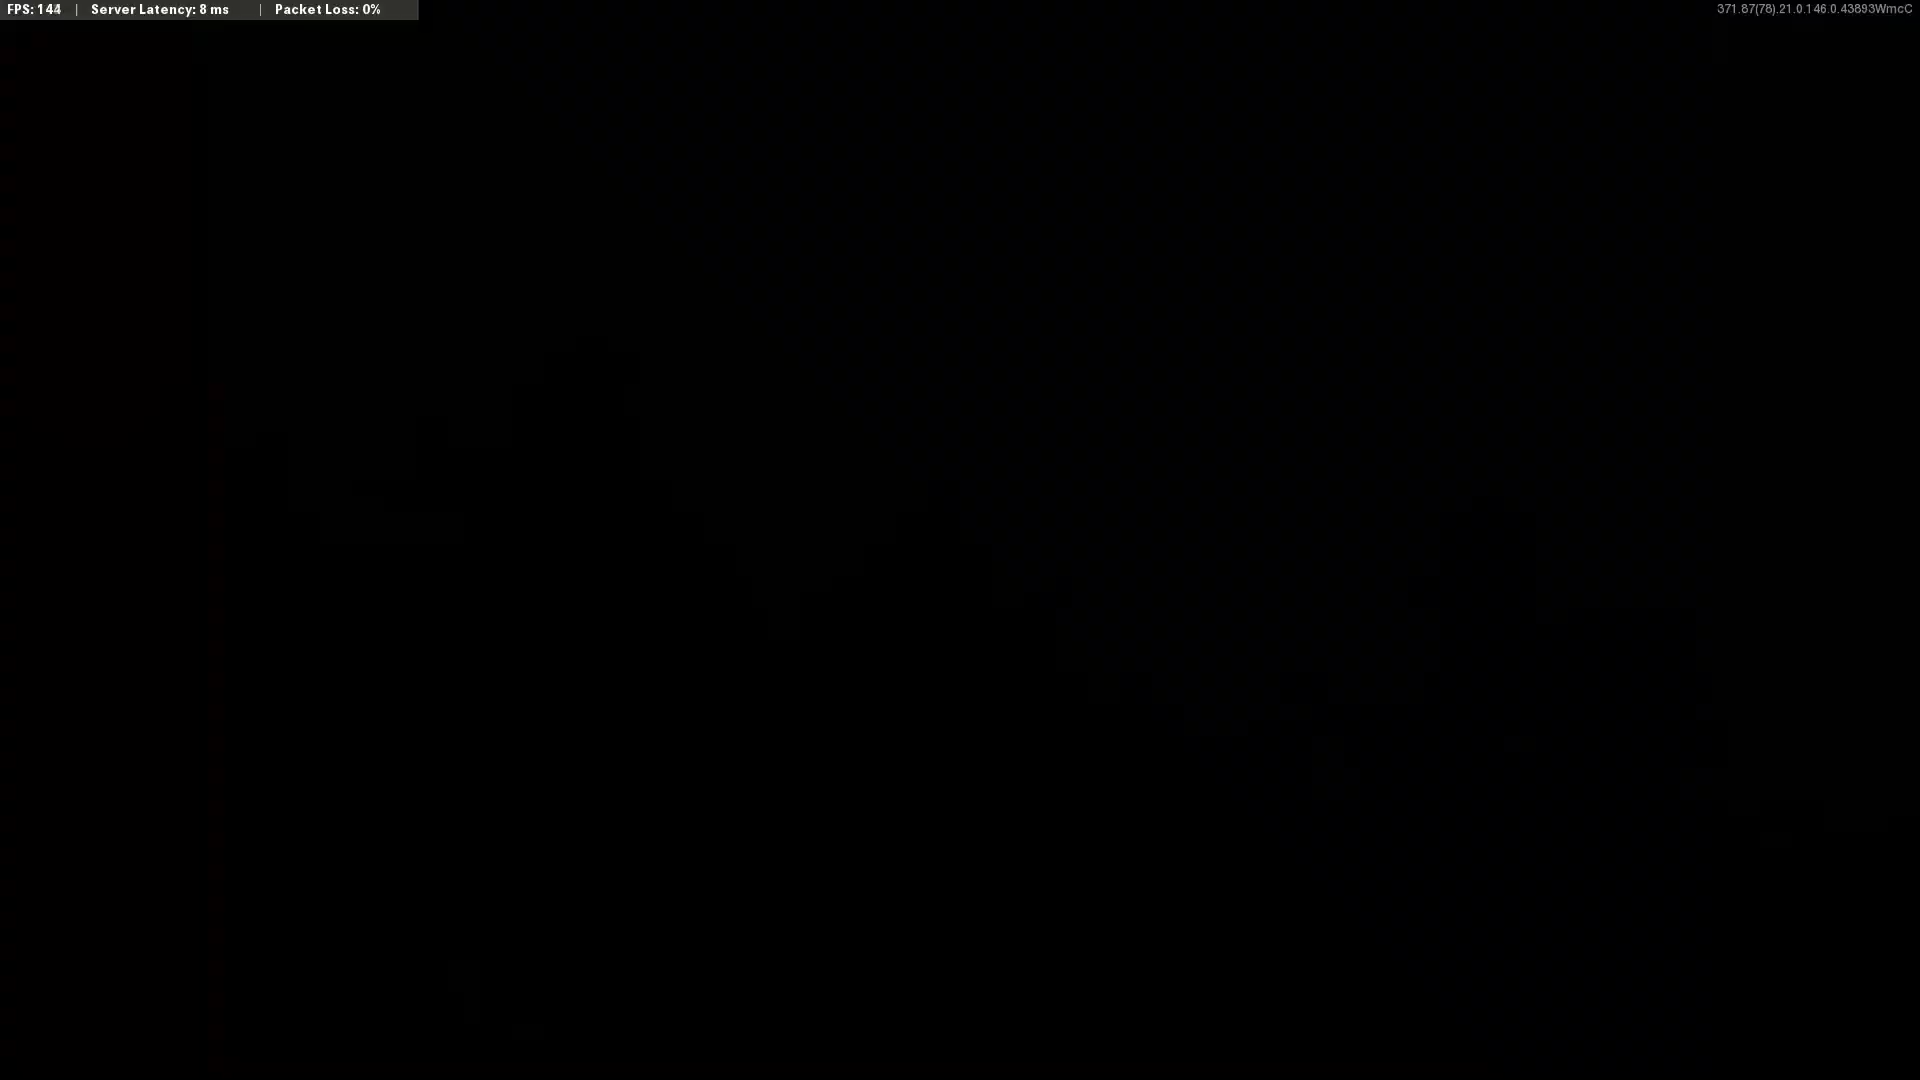 FPS: 144 | Server Latency: 8 ms | Packet Loss: 0%
371.87(78).21.0.146.0.43893WmcC